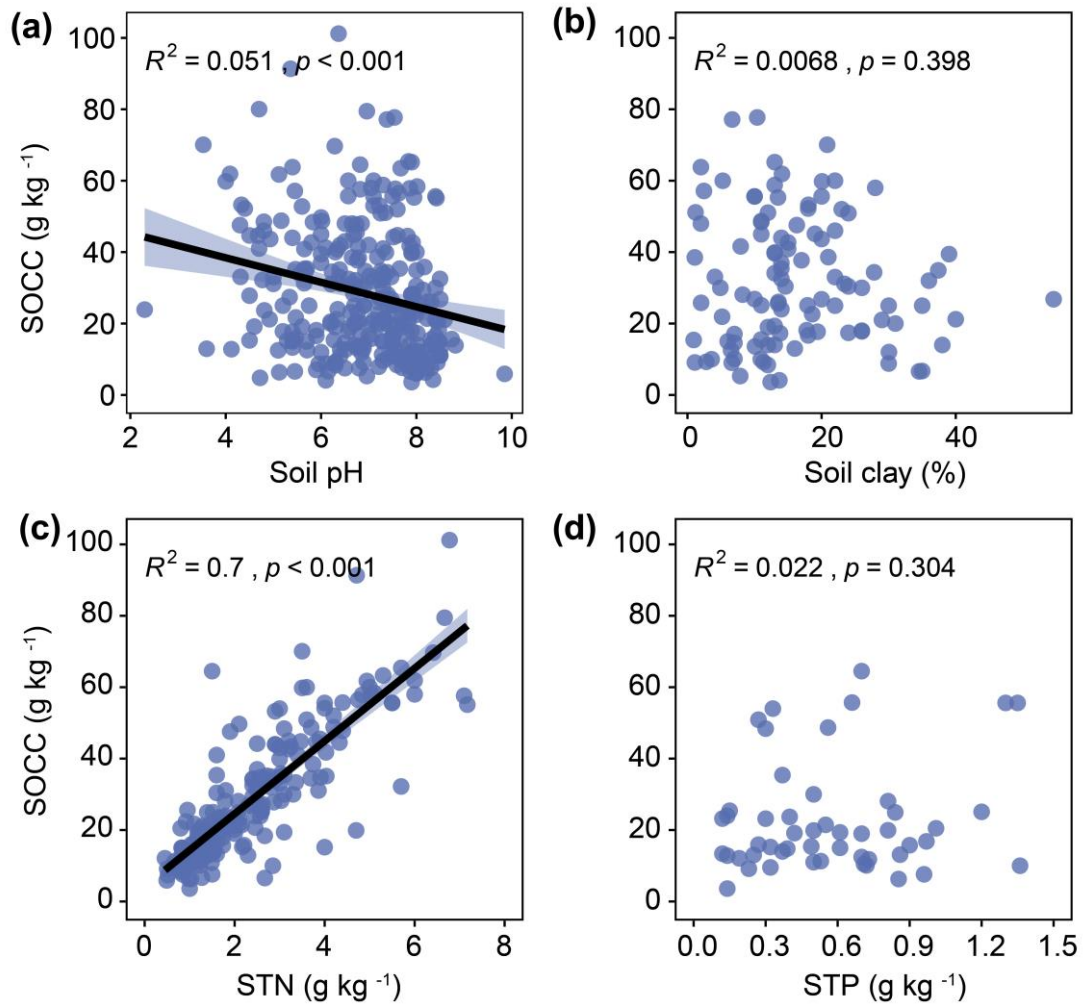 (a)
R² = 0.051 , p < 0.001
SOCC (g kg ⁻¹)
100
80
60
40
20
0
2 4 6 8 10
Soil pH
(b)
R² = 0.0068 , p = 0.398
100
80
60
40
20
0
0 20 40
Soil clay (%)
(c)
R² = 0.7 , p < 0.001
SOCC (g kg ⁻¹)
100
80
60
40
20
0
0 2 4 6 8
STN (g kg ⁻¹)
(d)
R² = 0.022 , p = 0.304
100
80
60
40
20
0
0.0 0.3 0.6 0.9 1.2 1.5
STP (g kg ⁻¹)